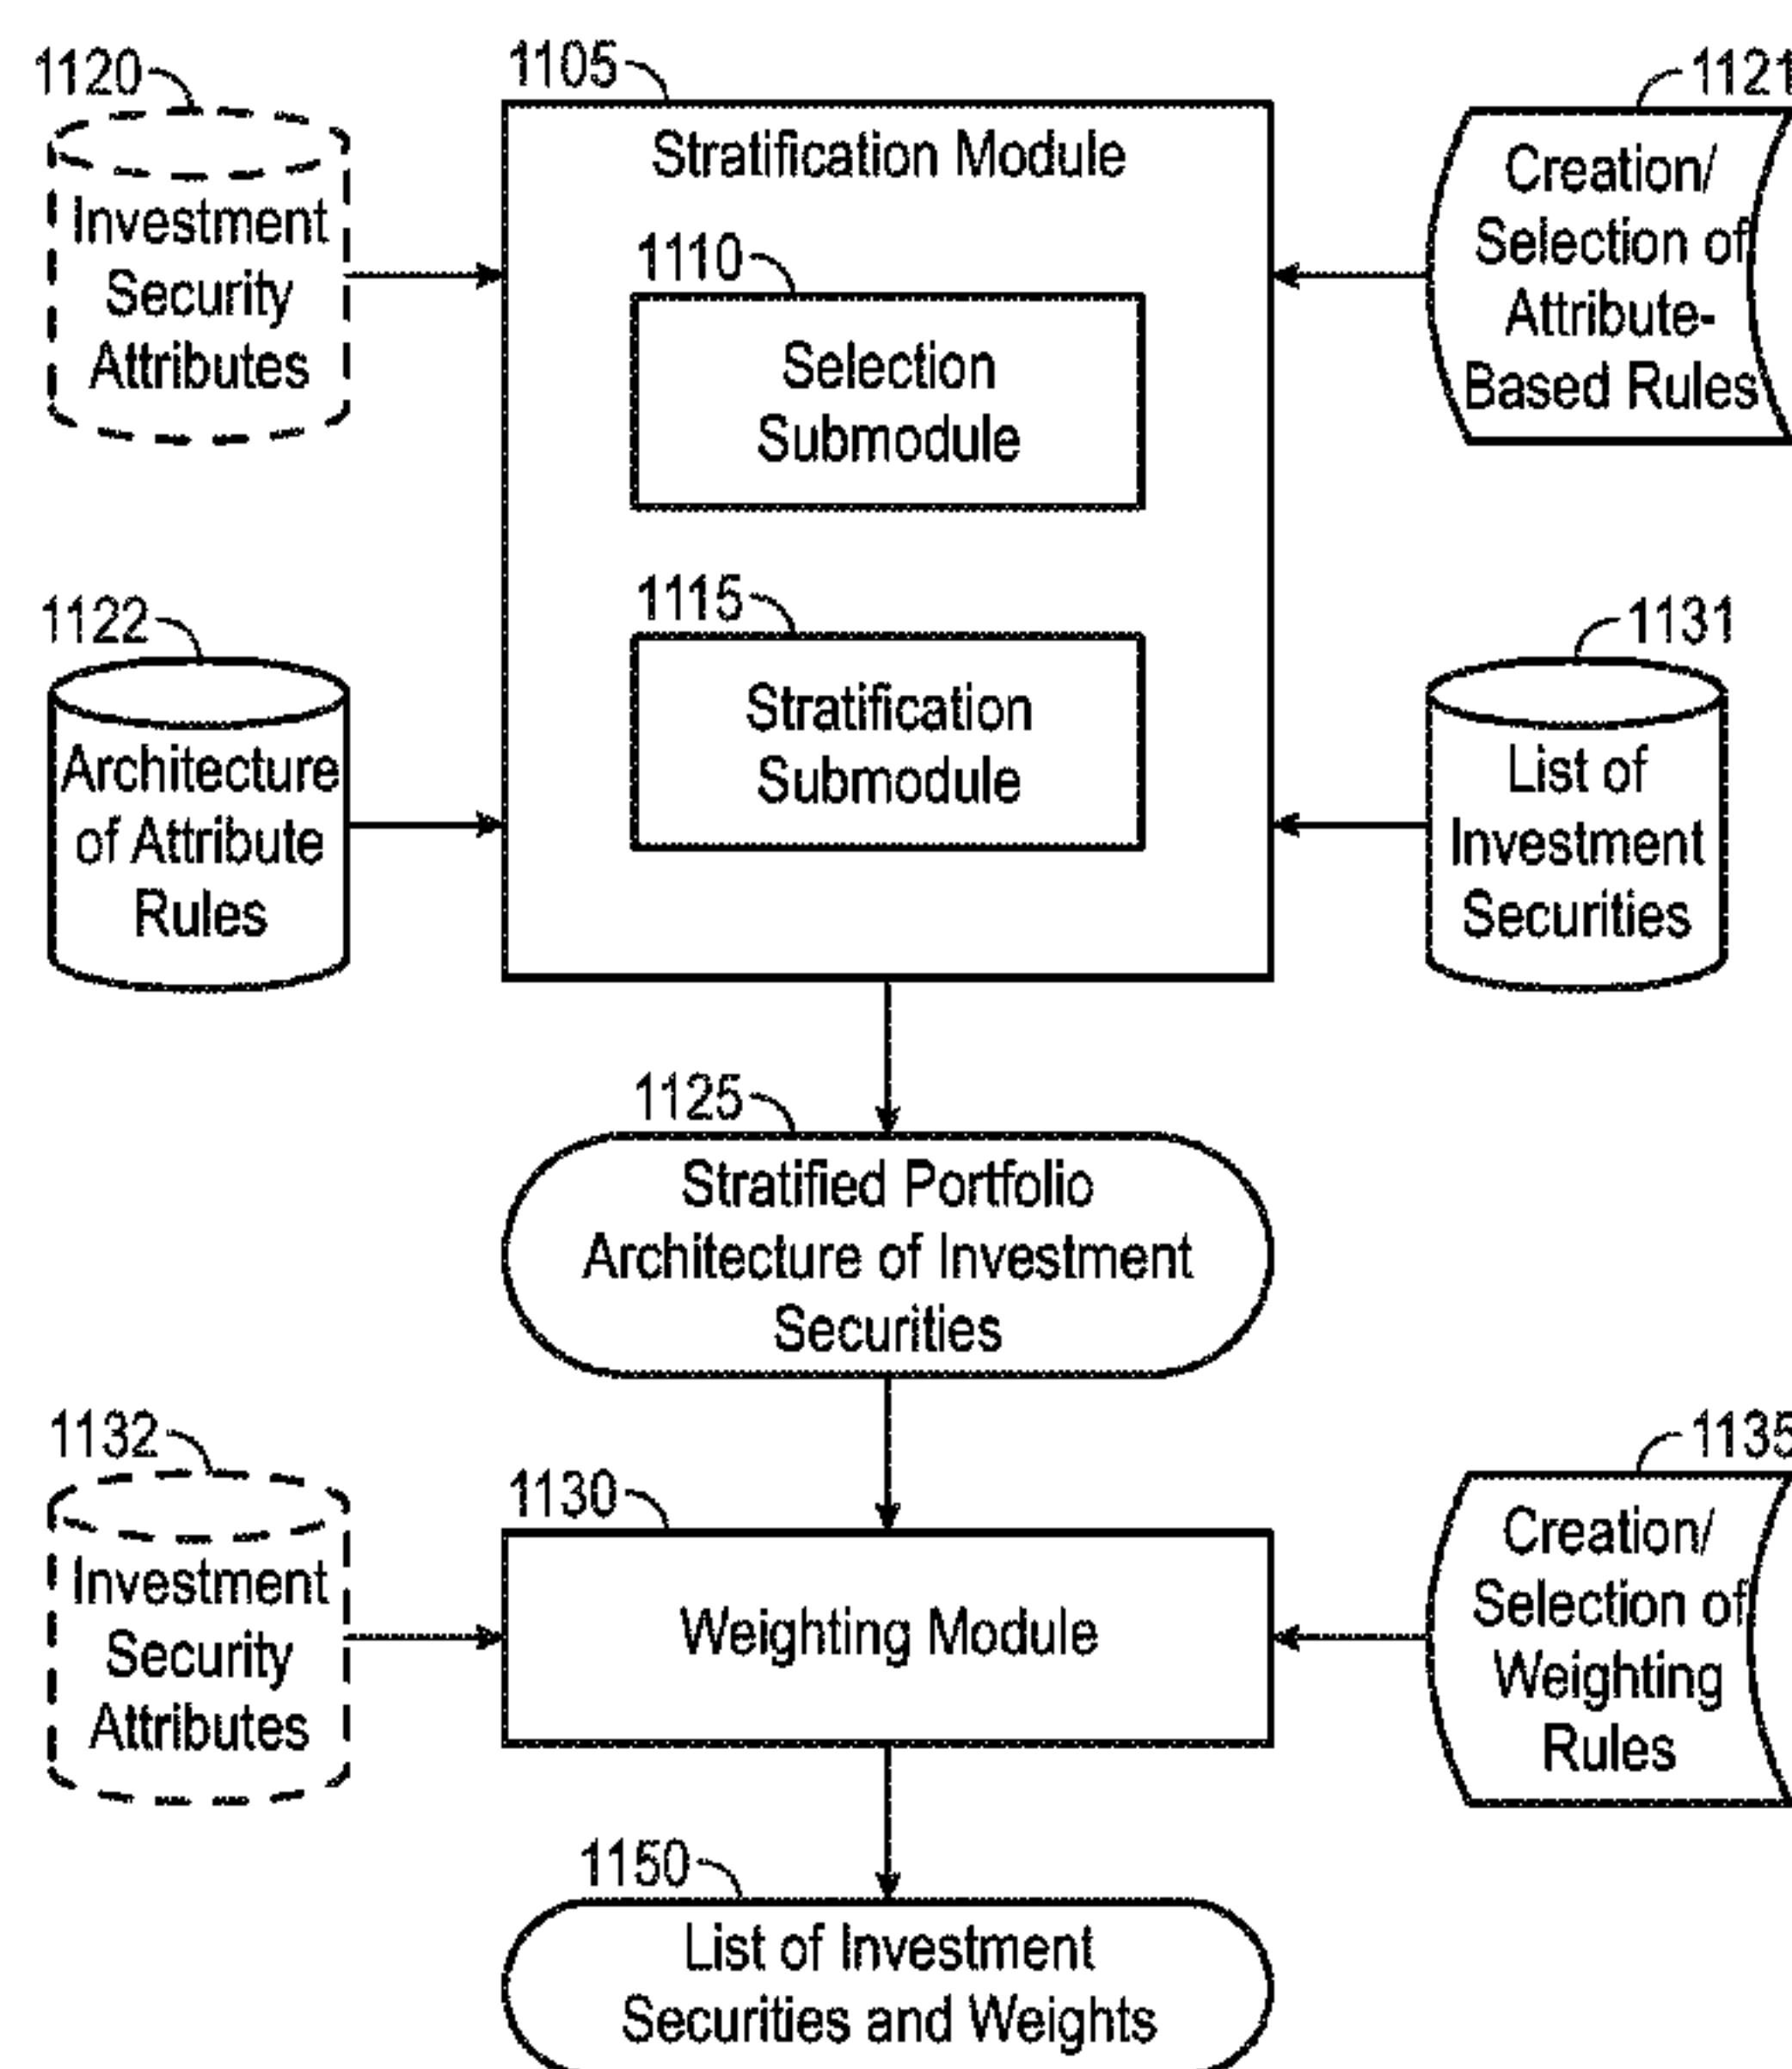 1120
Investment
Security
Attributes
1105
Stratification Module
1110
Selection
Submodule
1115
Stratification
Submodule
1121
Creation/
Selection of
Attribute-
Based Rules
1122
Architecture
of Attribute
Rules
1131
List of
Investment
Securities
1125
Stratified Portfolio
Architecture of Investment
Securities
1132
Investment
Security
Attributes
1130
Weighting Module
1135
Creation/
Selection of
Weighting
Rules
1150
List of Investment
Securities and Weights